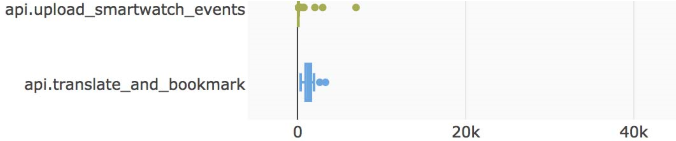 api.upload_smartwatch_events
api.translate_and_bookmark
0 20k 40k